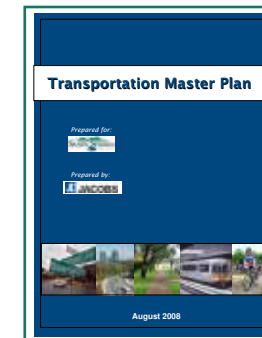 Transportation Master Plan
Prepared for:
Prepared by:
JACOBS
August 2008